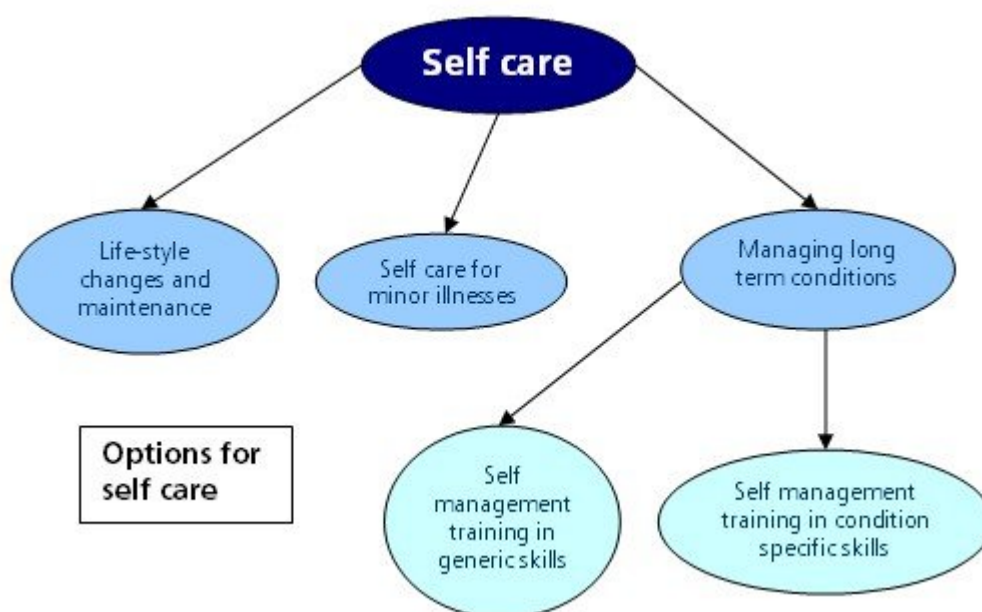 Self care
Life-style
changes and
maintenance
Self care for
minor illnesses
Managing long
term conditions
Options for
self care
Self
management
training in
generic skills
Self management
training in condition
specific skills